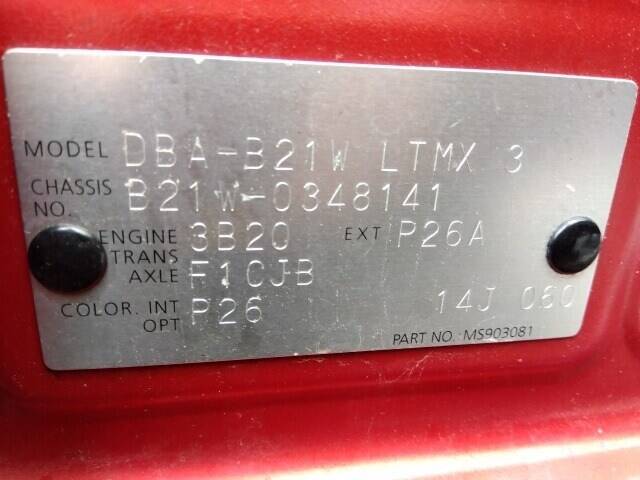 MODEL DBA-B21W LTMX 3
CHASSIS NO. B21W-0348141
ENGINE 3B20 EXT P26A
TRANS AXLE F1CJB
COLOR. INT OPT P26 14J 060
PART NO. MS903081